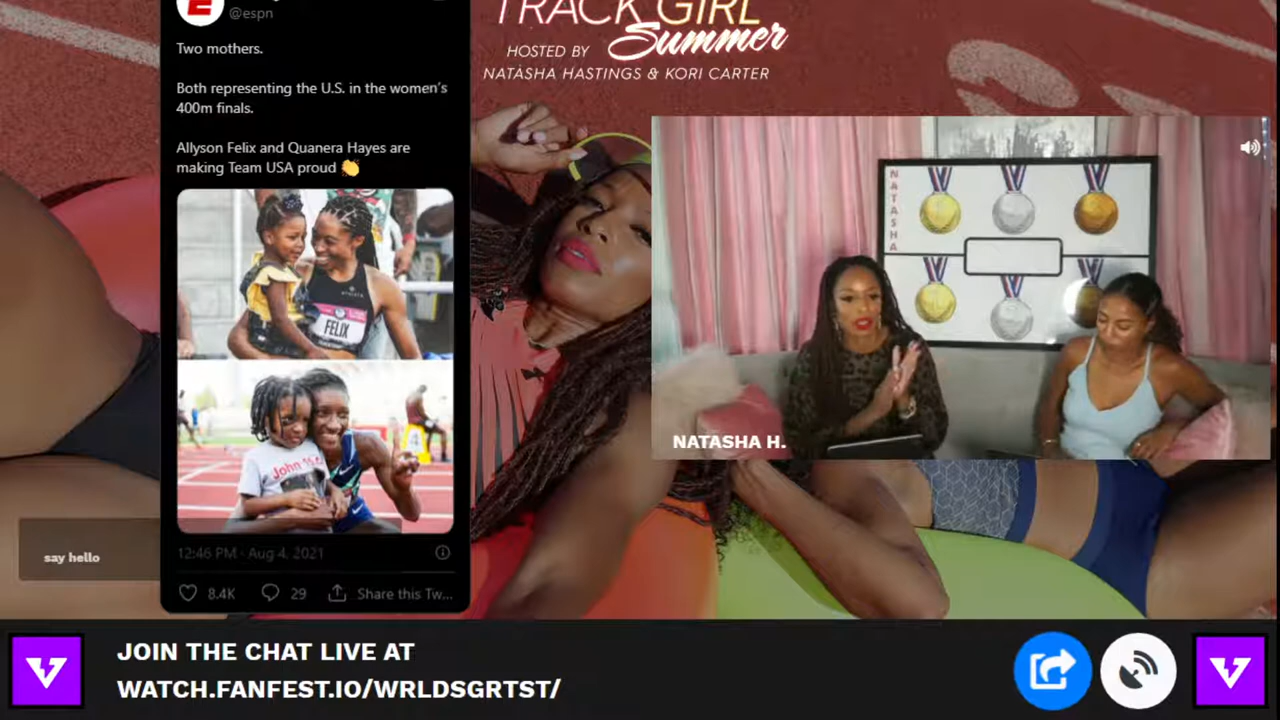 @espn
Two mothers.
Both representing the U.S. in the women's
400m finals.
Allyson Felix and Quanera Hayes are
making Team USA proud 👏
FELIX
John
12:46 PM · Aug 4, 2021
8.4K
29
Share this Tw...
say hello
TRACK GIRL
Summer
HOSTED BY
NATASHA HASTINGS & KORI CARTER
NATASHA
NATASHA H.
JOIN THE CHAT LIVE AT
WATCH.FANFEST.IO/WRLDSGRTST/